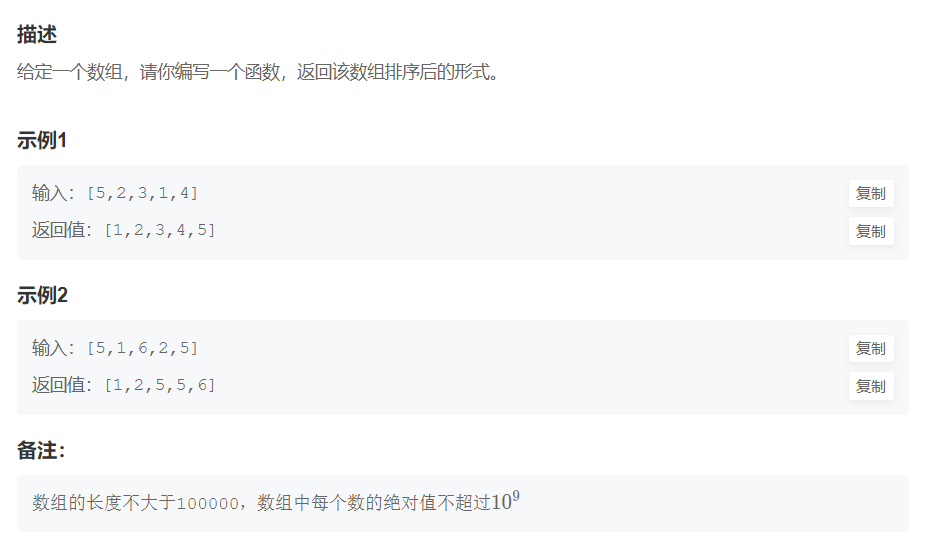 描述
给定一个数组，请你编写一个函数，返回该数组排序后的形式。
示例1
输入：[5,2,3,1,4]
复制
返回值：[1,2,3,4,5]
复制
示例2
输入：[5,1,6,2,5]
复制
返回值：[1,2,5,5,6]
复制
备注：
数组的长度不大于100000，数组中每个数的绝对值不超过10⁹